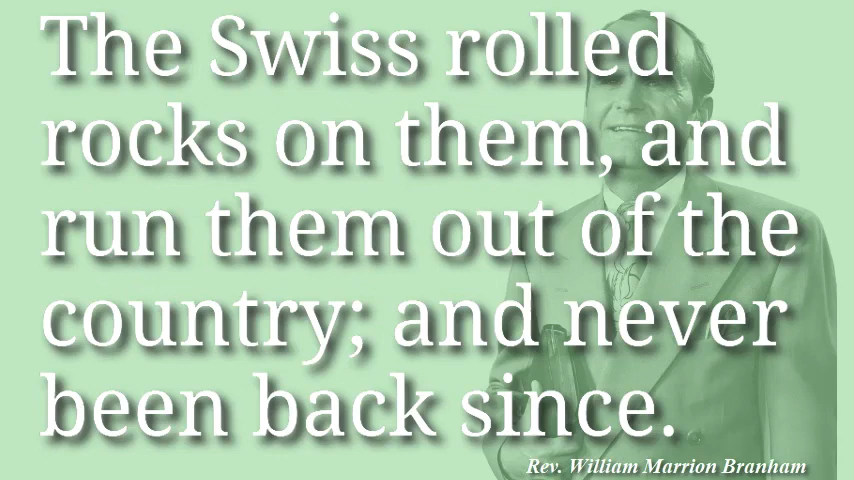 The Swiss rolled
rocks on them, and
run them out of the
country; and never
been back since.
Rev. William Marrion Branham